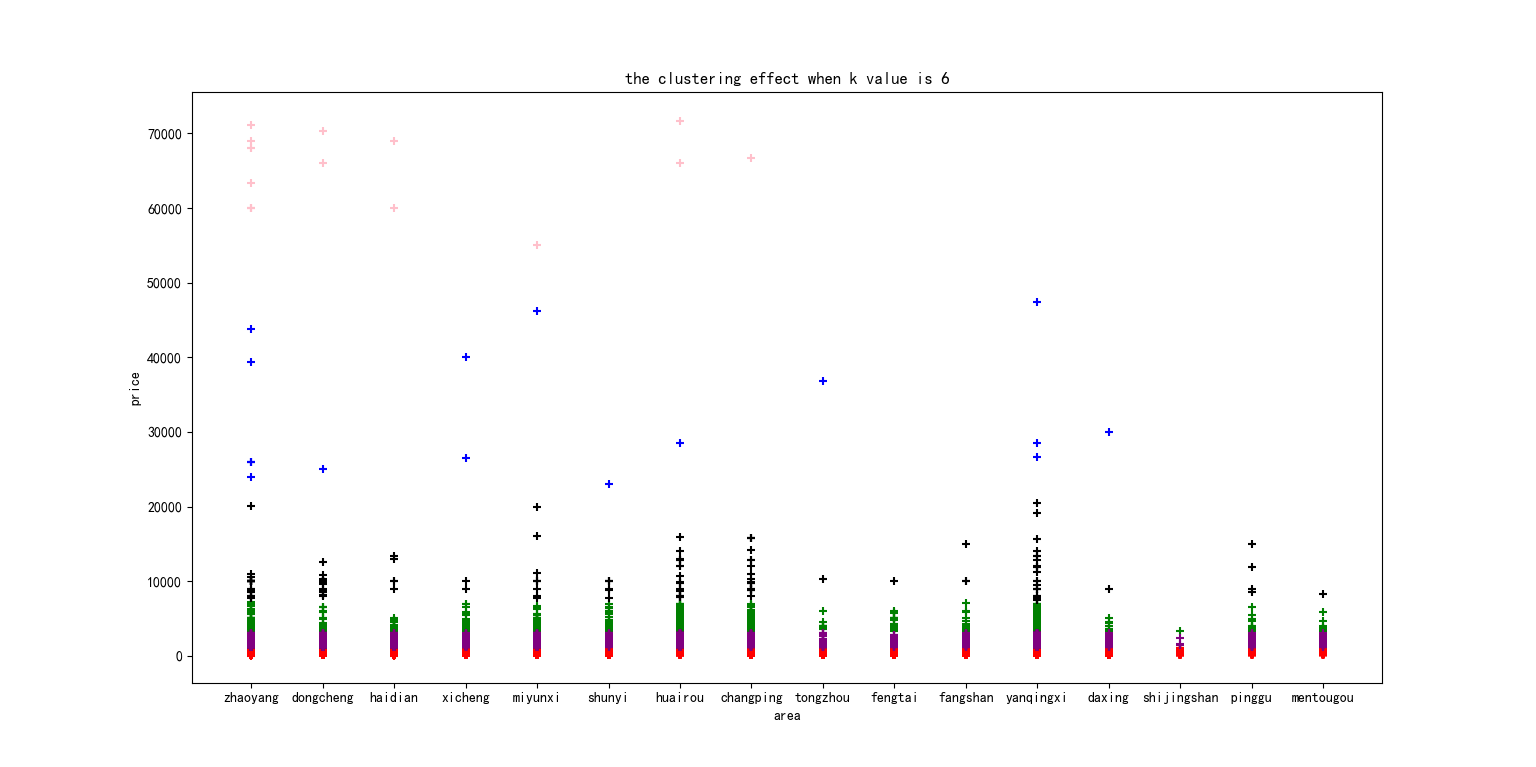 the clustering effect when k value is 6
70000
60000
50000
40000
30000
20000
10000
0
price
zhaoyang dongcheng haidian xicheng miyunxi shunyi huairou changping tongzhou fengtai fangshan yanqingxi daxing shijingshan pinggu mentougou
area